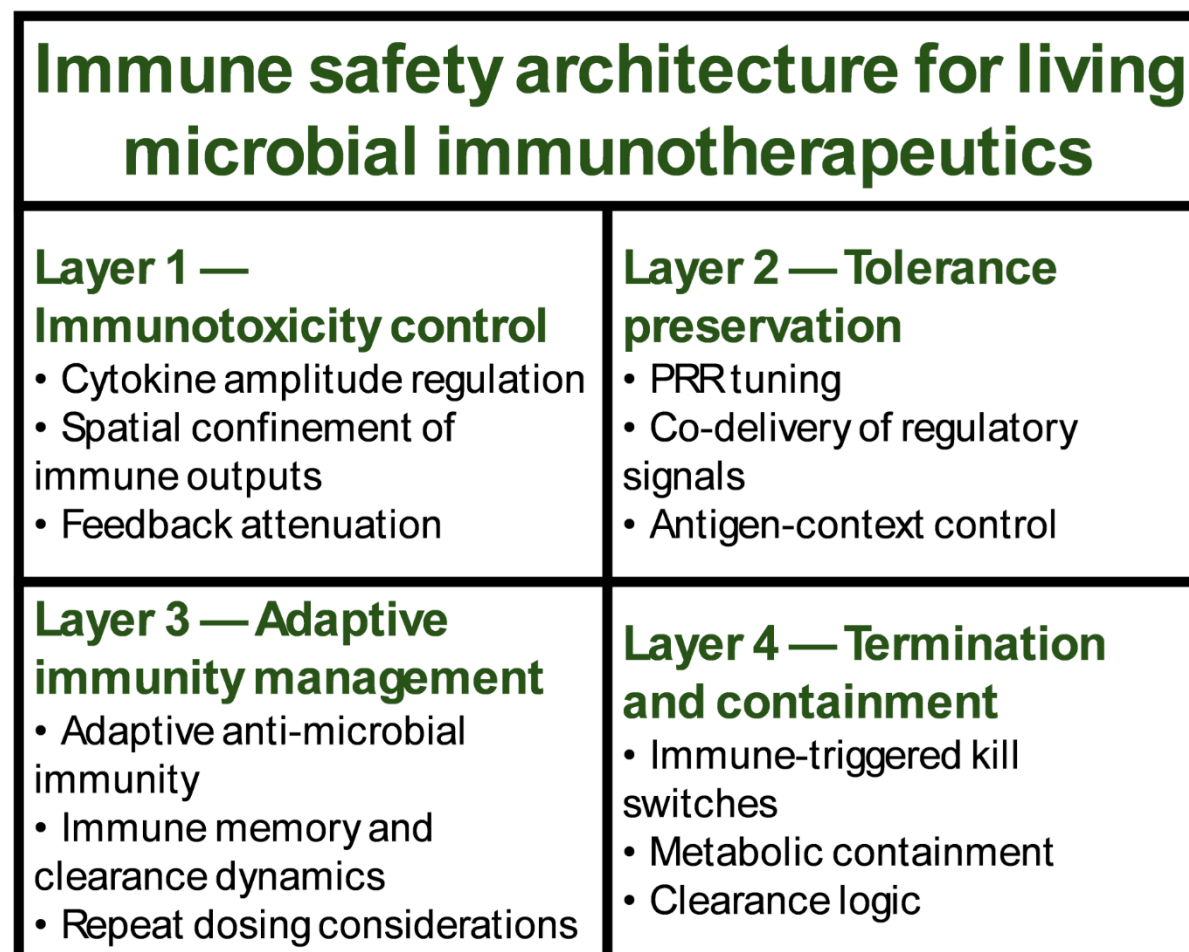 Immune safety architecture for living
microbial immunotherapeutics
Layer 1 —
Immunotoxicity control
• Cytokine amplitude regulation
• Spatial confinement of
immune outputs
• Feedback attenuation
Layer 2 — Tolerance
preservation
• PRR tuning
• Co-delivery of regulatory
signals
• Antigen-context control
Layer 3 — Adaptive
immunity management
• Adaptive anti-microbial
immunity
• Immune memory and
clearance dynamics
• Repeat dosing considerations
Layer 4 — Termination
and containment
• Immune-triggered kill
switches
• Metabolic containment
• Clearance logic